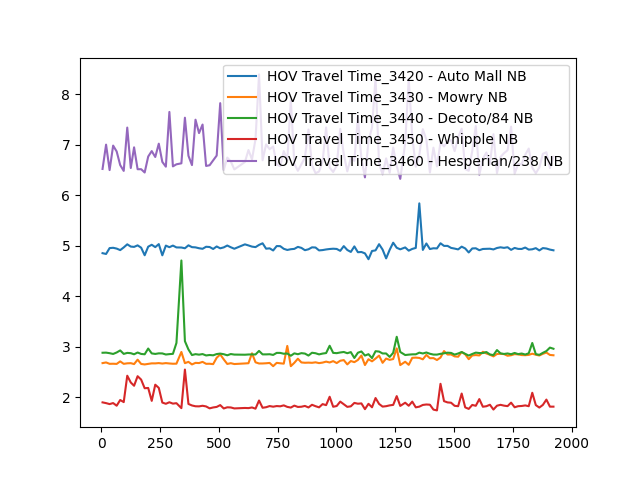 HOV Travel Time_3420 - Auto Mall NB
HOV Travel Time_3430 - Mowry NB
HOV Travel Time_3440 - Decoto/84 NB
HOV Travel Time_3450 - Whipple NB
HOV Travel Time_3460 - Hesperian/238 NB
8
7
6
5
4
3
2
0 250 500 750 1000 1250 1500 1750 2000